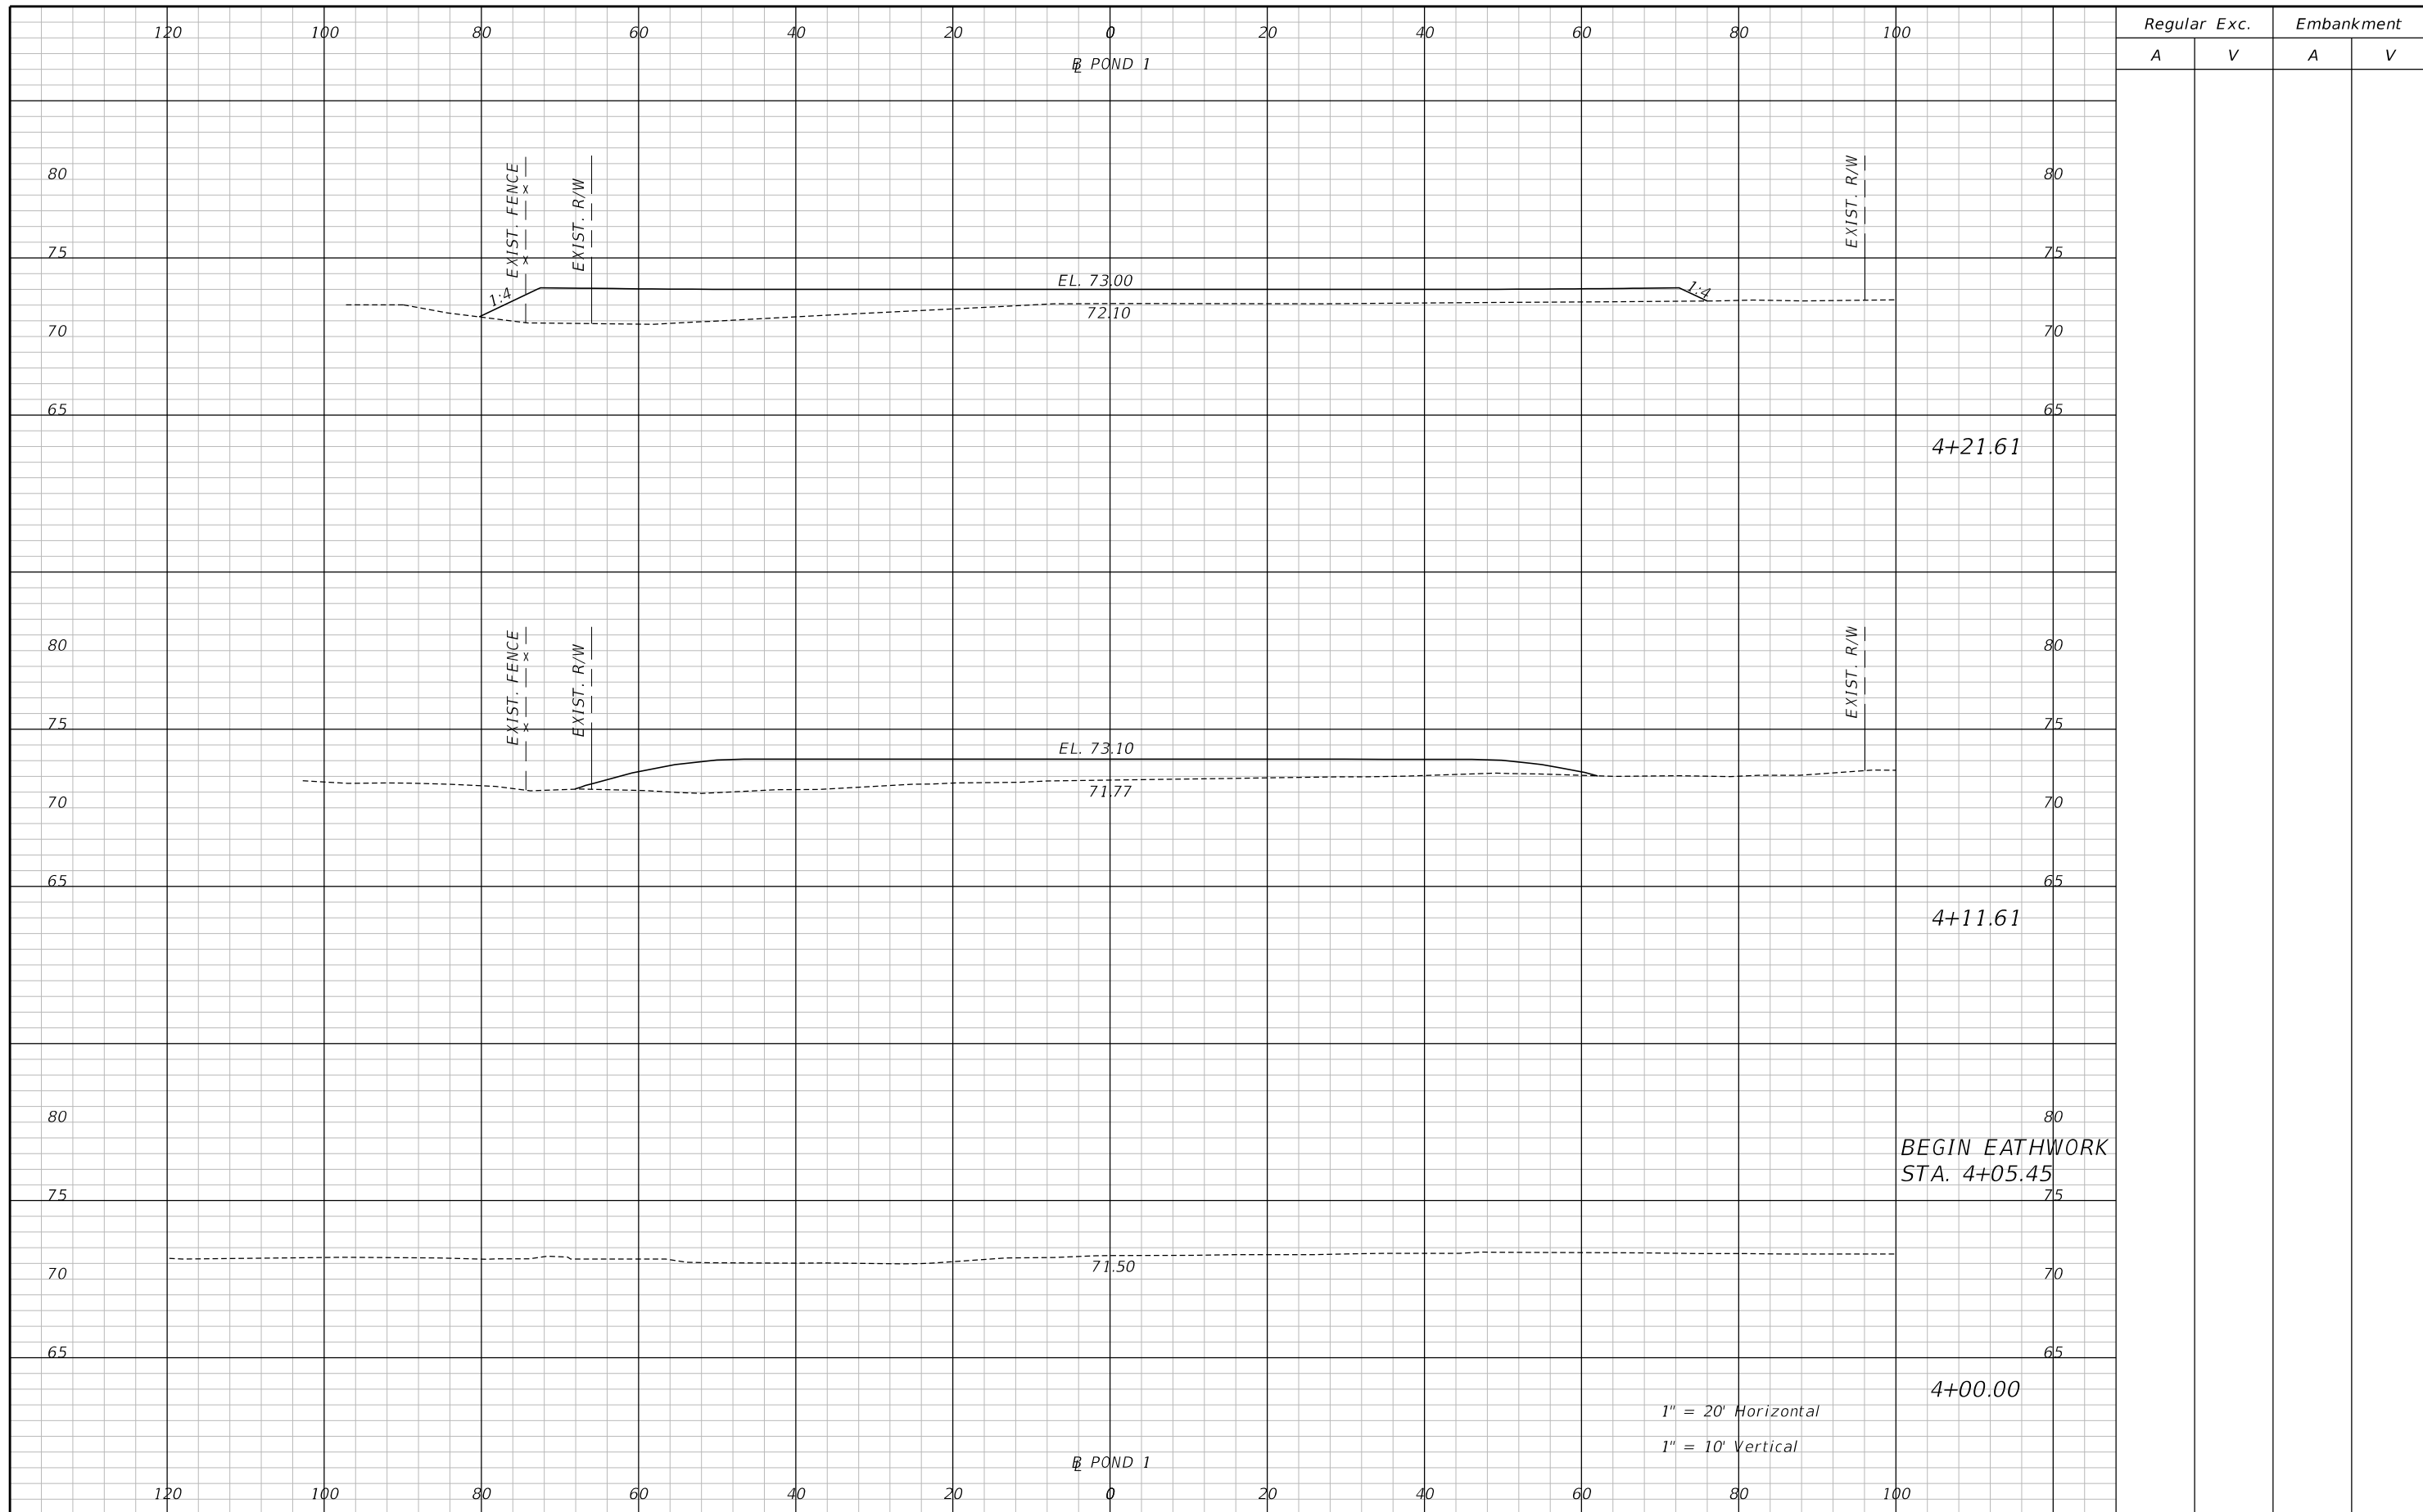 120 100 80 60 40 20 0 20 40 60 80 100
Regular Exc. Embankment
A V A V
BL POND 1
80 80
EXIST. FENCE
X
X
EXIST. R/W
EXIST. R/W
75 75
EL. 73.00
1:4 1:4
72.10
70 70
65 65
4+21.61
80 80
EXIST. FENCE
X
X
EXIST. R/W
EXIST. R/W
75 75
EL. 73.10
71.77
70 70
65 65
4+11.61
80 80
BEGIN EATHWORK
STA. 4+05.45
75 75
71.50
70 70
65 65
4+00.00
1" = 20' Horizontal
1" = 10' Vertical
BL POND 1
120 100 80 60 40 20 0 20 40 60 80 100